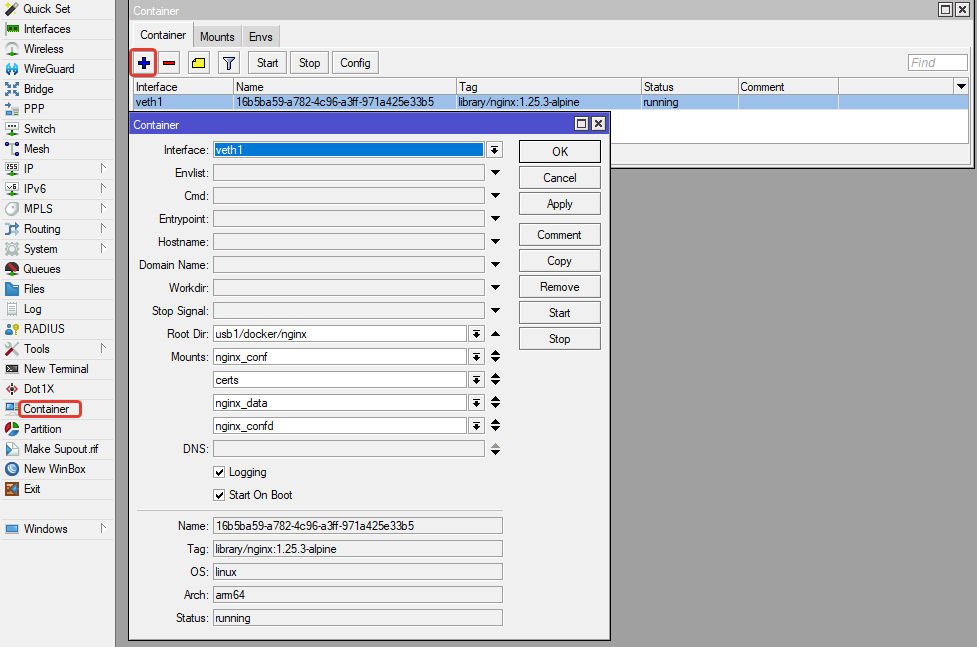 Quick Set
Interfaces
Wireless
WireGuard
Bridge
PPP
Switch
Mesh
IP
IPv6
MPLS
Routing
System
Queues
Files
Log
RADIUS
Tools
New Terminal
Dot1X
Container
Partition
Make Supout.rif
New WinBox
Exit
Windows
Container
Container Mounts Envs
Start Stop Config Find
Interface Name Tag Status Comment
veth1 16b5ba59-a782-4c96-a3ff-971a425e33b5 library/nginx:1.25.3-alpine running
Container
Interface: veth1
Envlist:
Cmd:
Entrypoint:
Hostname:
Domain Name:
Workdir:
Stop Signal:
Root Dir: usb1/docker/nginx
Mounts: nginx_conf
certs
nginx_data
nginx_confd
DNS:
Logging
Start On Boot
Name: 16b5ba59-a782-4c96-a3ff-971a425e33b5
Tag: library/nginx:1.25.3-alpine
OS: linux
Arch: arm64
Status: running
OK
Cancel
Apply
Comment
Copy
Remove
Start
Stop